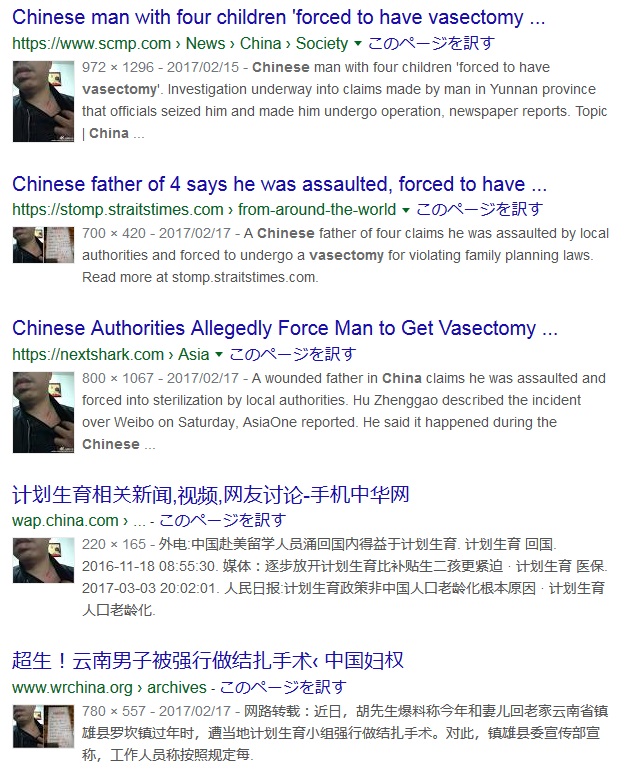 Chinese man with four children 'forced to have vasectomy ...
https://www.scmp.com › News › China › Society ▼ このページを訳す
972 × 1296 - 2017/02/15 - Chinese man with four children 'forced to have
vasectomy'. Investigation underway into claims made by man in Yunnan province
that officials seized him and made him undergo operation, newspaper reports. Topic
| China ...
Chinese father of 4 says he was assaulted, forced to have ...
https://stomp.straitstimes.com › from-around-the-world ▼ このページを訳す
700 × 420 - 2017/02/17 - A Chinese father of four claims he was assaulted by local
authorities and forced to undergo a vasectomy for violating family planning laws.
Read more at stomp.straitstimes.com.
Chinese Authorities Allegedly Force Man to Get Vasectomy ...
https://nextshark.com › Asia ▼ このページを訳す
800 × 1067 - 2017/02/17 - A wounded father in China claims he was assaulted and
forced into sterilization by local authorities. Hu Zhenggao described the incident
over Weibo on Saturday, AsiaOne reported. He said it happened during the
Chinese ...
计划生育相关新闻,视频,网友讨论-手机中华网
wap.china.com › ... - このページを訳す
220 × 165 - 外电:中国赴美留学人员涌回国内得益于计划生育. 计划生育 回国.
2016-11-18 08:55:30. 媒体：逐步放开计划生育比补贴生二孩更紧迫 · 计划生育 医保.
2017-03-03 20:02:01. 人民日报:计划生育政策非中国人口老龄化根本原因 · 计划生育
人口老龄化.
超生！云南男子被强行做结扎手术‹ 中国妇权
www.wrchina.org › archives - このページを訳す
780 × 557 - 2017/02/17 - 网路转载：近日，胡先生爆料称今年和妻儿回老家云南省镇
雄县罗坎镇过年时，遭当地计划生育小组强行做结扎手术。对此，镇雄县委宣传部宣
称，工作人员称按照规定每.